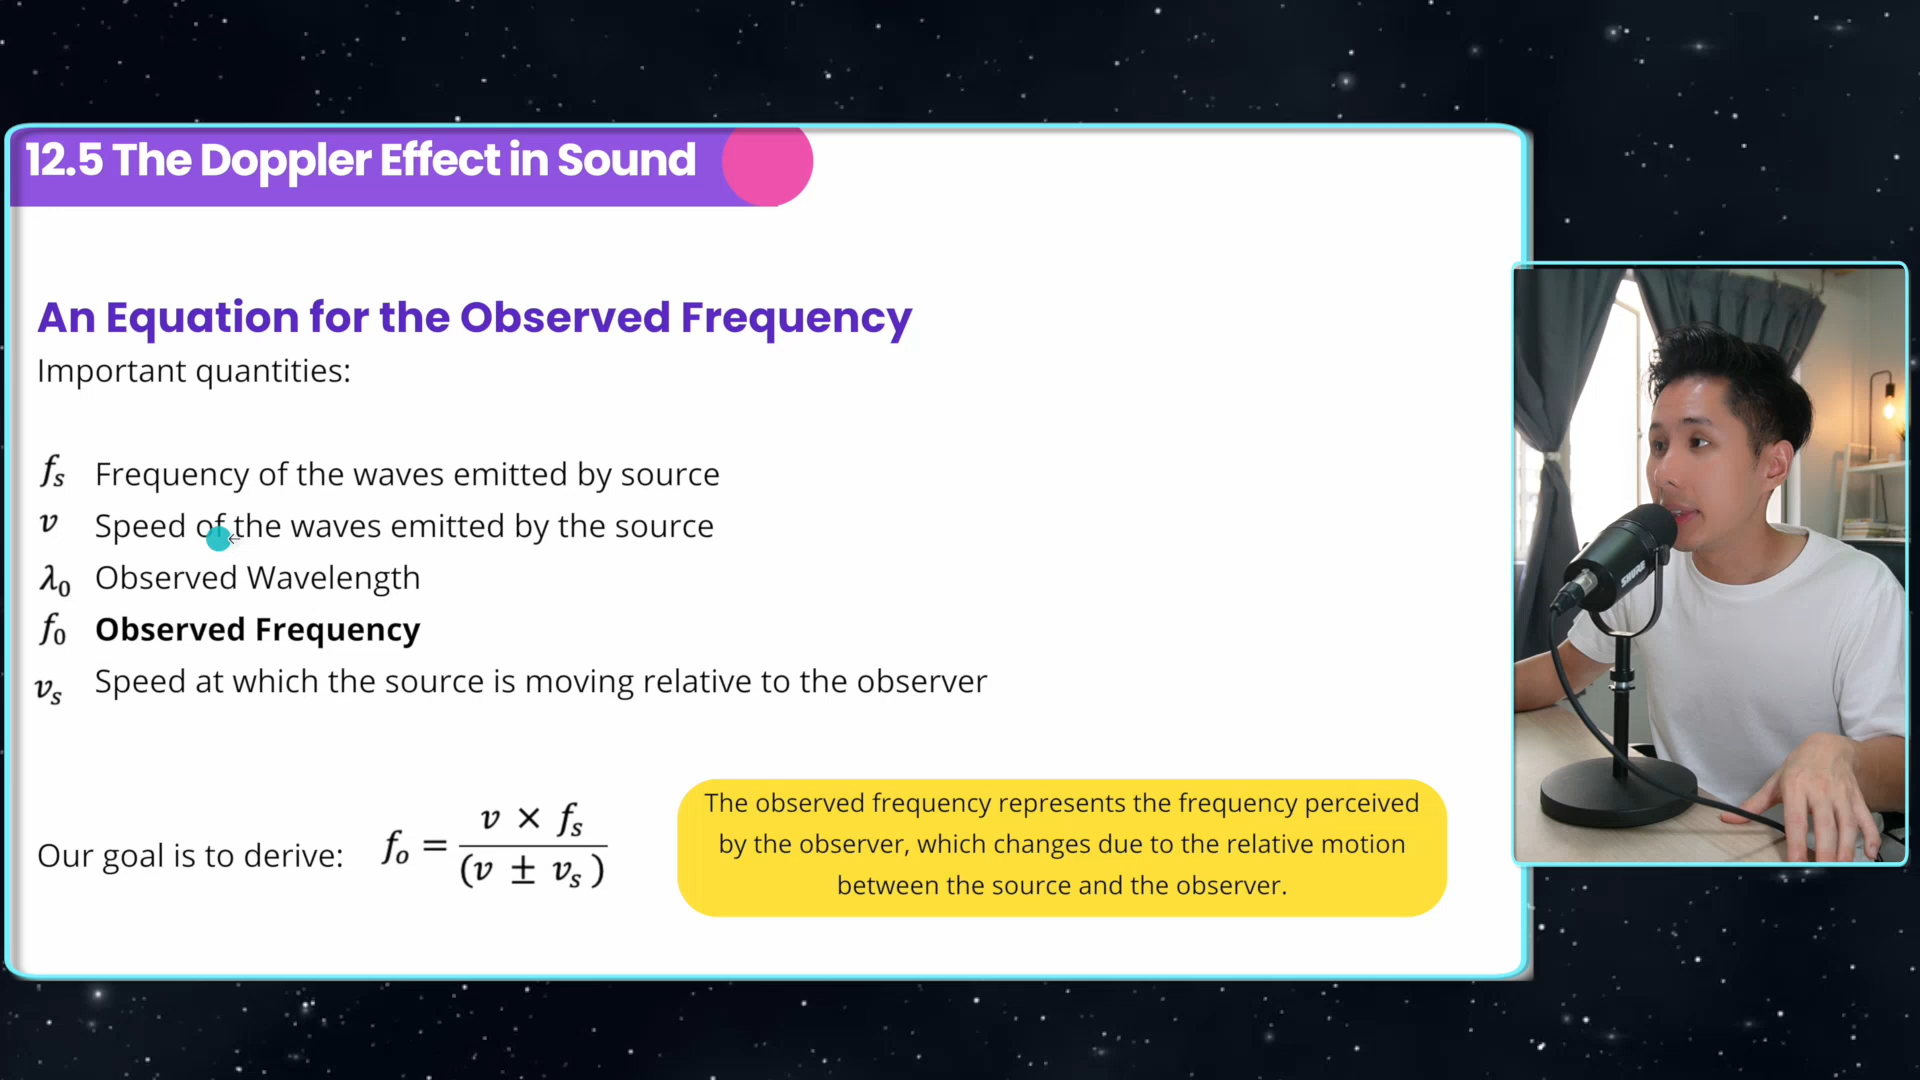 12.5 The Doppler Effect in Sound
An Equation for the Observed Frequency
Important quantities:
fₛ Frequency of the waves emitted by source
v Speed of the waves emitted by the source
λ₀ Observed Wavelength
f₀ Observed Frequency
vₛ Speed at which the source is moving relative to the observer
Our goal is to derive: fₒ = v × fₛ / (v ± vₛ)
The observed frequency represents the frequency perceived
by the observer, which changes due to the relative motion
between the source and the observer.
SHURE